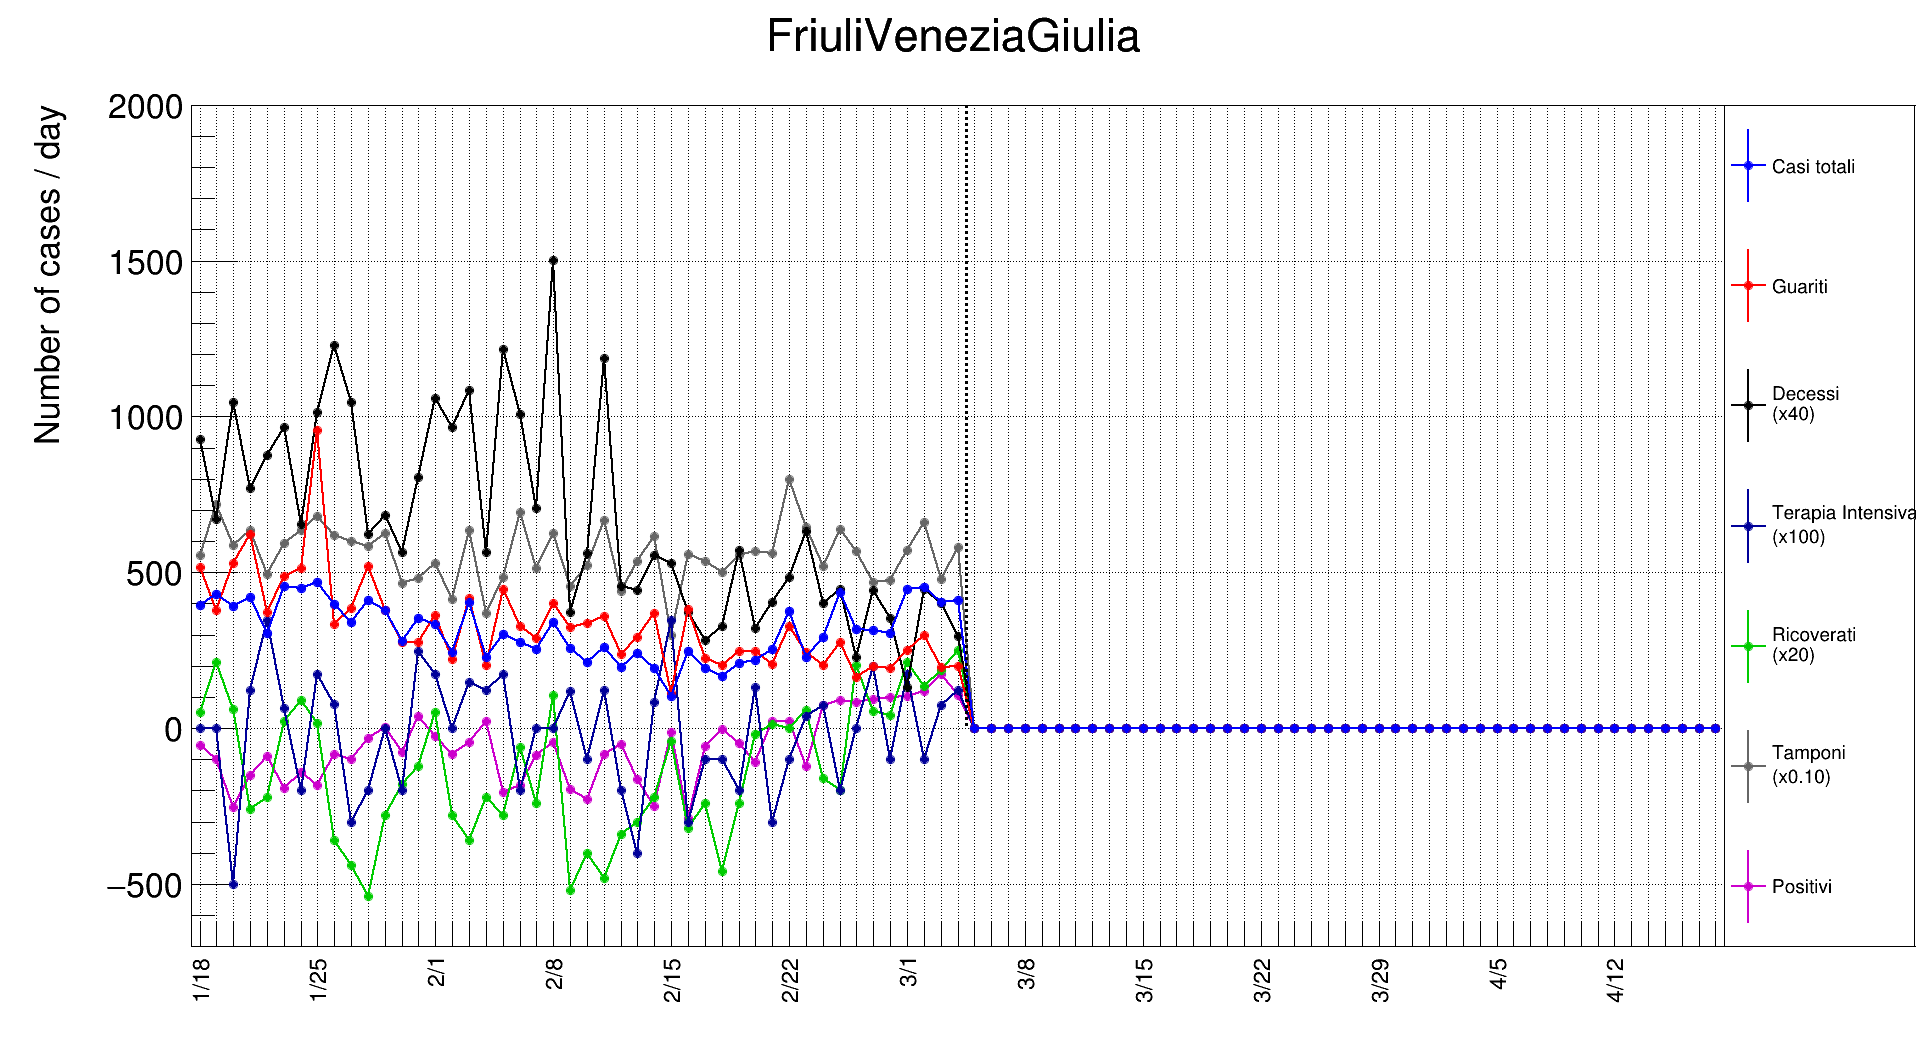 FriuliVeneziaGiulia
Number of cases / day
2000
1500
1000
500
0
−500
1/18
1/25
2/1
2/8
2/15
2/22
3/1
3/8
3/15
3/22
3/29
4/5
4/12
Casi totali
Guariti
Decessi
(x40)
Terapia Intensiva
(x100)
Ricoverati
(x20)
Tamponi
(x0.10)
Positivi